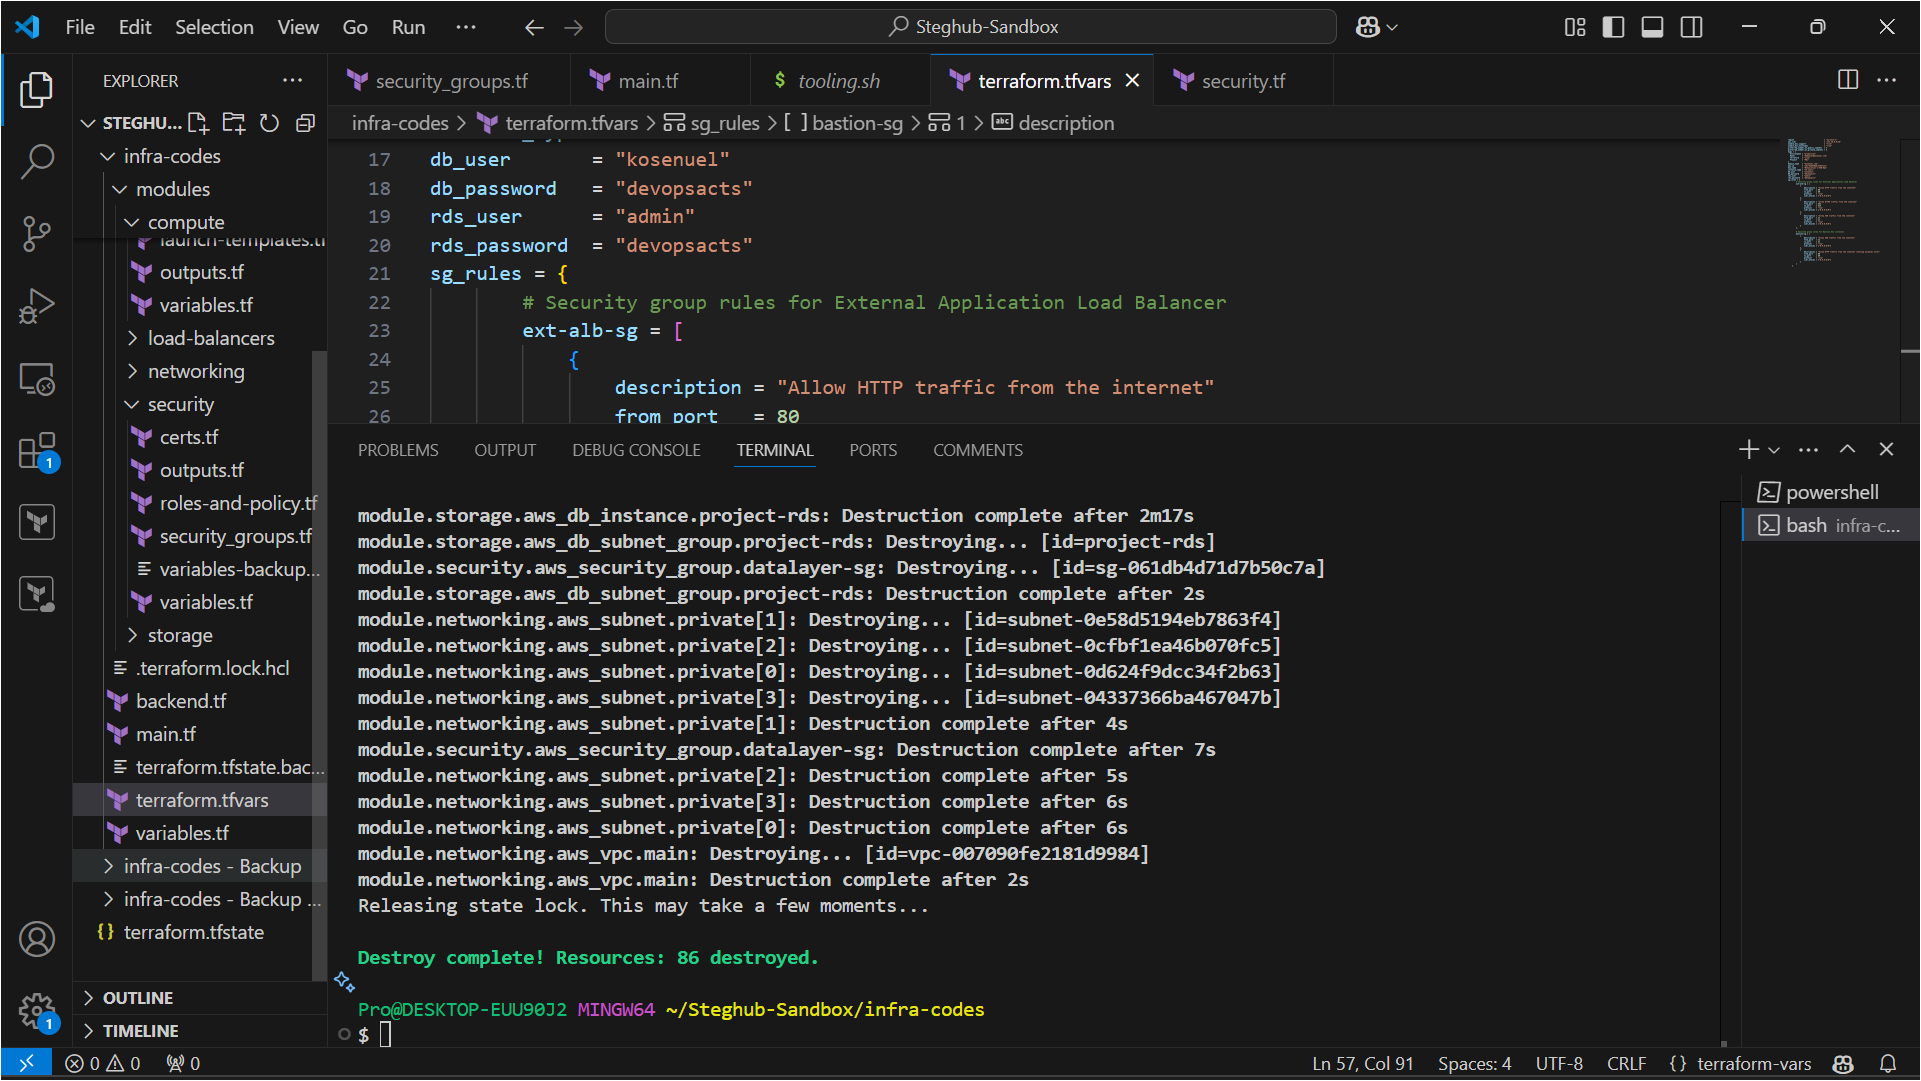 File Edit Selection View Go Run ··· Steghub-Sandbox
EXPLORER ···
security_groups.tf main.tf $ tooling.sh terraform.tfvars security.tf ···
STEGHU...
infra-codes > terraform.tfvars > sg_rules > [ ] bastion-sg > 1 > abc description
infra-codes
modules
compute
launch-templates.tf
outputs.tf
variables.tf
load-balancers
networking
security
certs.tf
outputs.tf
roles-and-policy.tf
security_groups.tf
variables-backup...
variables.tf
storage
.terraform.lock.hcl
backend.tf
main.tf
terraform.tfstate.bac...
terraform.tfvars
variables.tf
infra-codes - Backup
infra-codes - Backup ...
{} terraform.tfstate
OUTLINE
TIMELINE
1
1
17 db_user = "kosenuel"
18 db_password = "devopsacts"
19 rds_user = "admin"
20 rds_password = "devopsacts"
21 sg_rules = {
22 # Security group rules for External Application Load Balancer
23 ext-alb-sg = [
24 {
25 description = "Allow HTTP traffic from the internet"
26 from_port = 80
PROBLEMS OUTPUT DEBUG CONSOLE TERMINAL PORTS COMMENTS
powershell
bash infra-c...
module.storage.aws_db_instance.project-rds: Destruction complete after 2m17s
module.storage.aws_db_subnet_group.project-rds: Destroying... [id=project-rds]
module.security.aws_security_group.datalayer-sg: Destroying... [id=sg-061db4d71d7b50c7a]
module.storage.aws_db_subnet_group.project-rds: Destruction complete after 2s
module.networking.aws_subnet.private[1]: Destroying... [id=subnet-0e58d5194eb7863f4]
module.networking.aws_subnet.private[2]: Destroying... [id=subnet-0cfbf1ea46b070fc5]
module.networking.aws_subnet.private[0]: Destroying... [id=subnet-0d624f9dcc34f2b63]
module.networking.aws_subnet.private[3]: Destroying... [id=subnet-04337366ba467047b]
module.networking.aws_subnet.private[1]: Destruction complete after 4s
module.security.aws_security_group.datalayer-sg: Destruction complete after 7s
module.networking.aws_subnet.private[2]: Destruction complete after 5s
module.networking.aws_subnet.private[3]: Destruction complete after 6s
module.networking.aws_subnet.private[0]: Destruction complete after 6s
module.networking.aws_vpc.main: Destroying... [id=vpc-007090fe2181d9984]
module.networking.aws_vpc.main: Destruction complete after 2s
Releasing state lock. This may take a few moments...
Destroy complete! Resources: 86 destroyed.
Pro@DESKTOP-EUU90J2 MINGW64 ~/Steghub-Sandbox/infra-codes
$
0 0 0 Ln 57, Col 91 Spaces: 4 UTF-8 CRLF {} terraform-vars